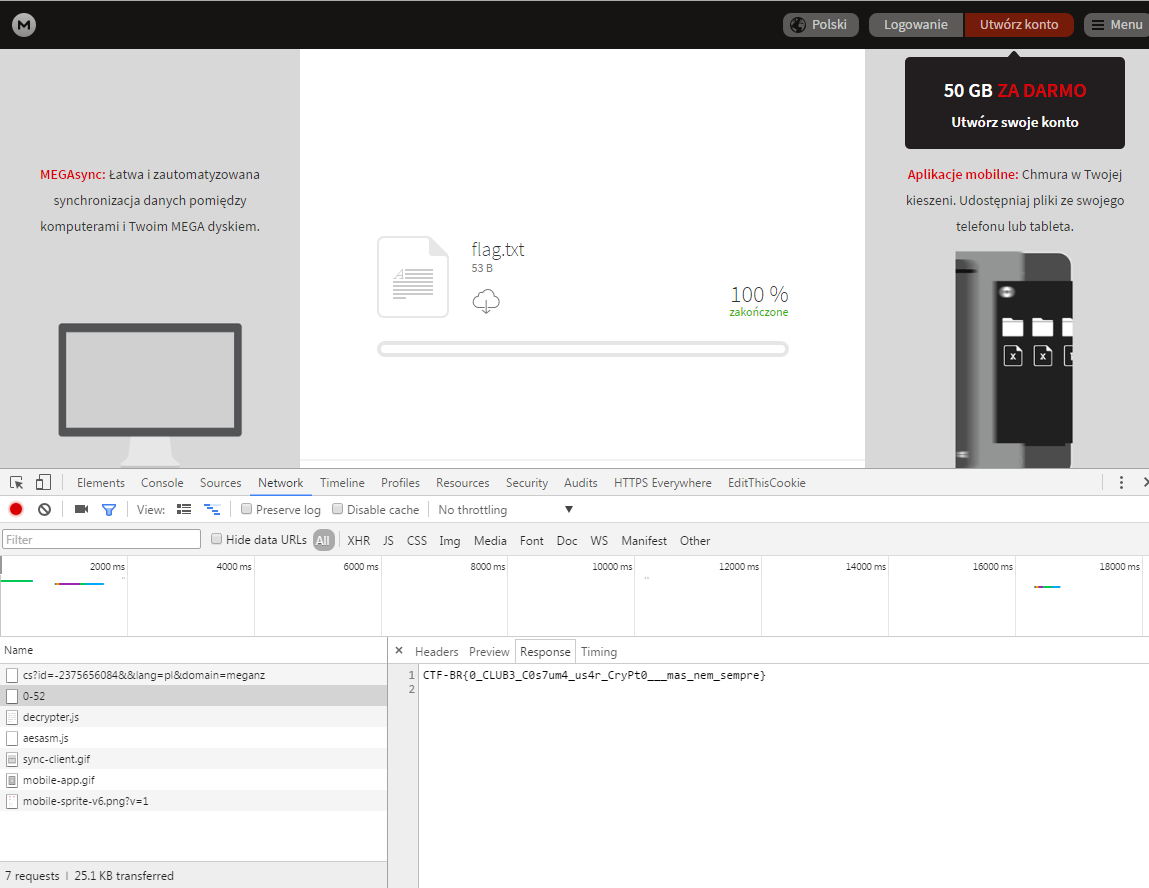 M
Polski
Logowanie
Utwórz konto
Menu
50 GB ZA DARMO
Utwórz swoje konto
MEGAsync: Łatwa i zautomatyzowana
synchronizacja danych pomiędzy
komputerami i Twoim MEGA dyskiem.
flag.txt
53 B
100 %
zakończone
Aplikacje mobilne: Chmura w Twojej
kieszeni. Udostępniaj pliki ze swojego
telefonu lub tableta.
Elements
Console
Sources
Network
Timeline
Profiles
Resources
Security
Audits
HTTPS Everywhere
EditThisCookie
View:
Preserve log
Disable cache
No throttling
Filter
Hide data URLs
All
XHR
JS
CSS
Img
Media
Font
Doc
WS
Manifest
Other
2000 ms
4000 ms
6000 ms
8000 ms
10000 ms
12000 ms
14000 ms
16000 ms
18000 ms
Name
cs?id=-2375656084&&lang=pl&domain=meganz
0-52
decrypter.js
aesasm.js
sync-client.gif
mobile-app.gif
mobile-sprite-v6.png?v=1
7 requests | 25.1 KB transferred
Headers
Preview
Response
Timing
1 CTF-BR{0_CLUB3_C0s7um4_us4r_CryPt0___mas_nem_sempre}
2